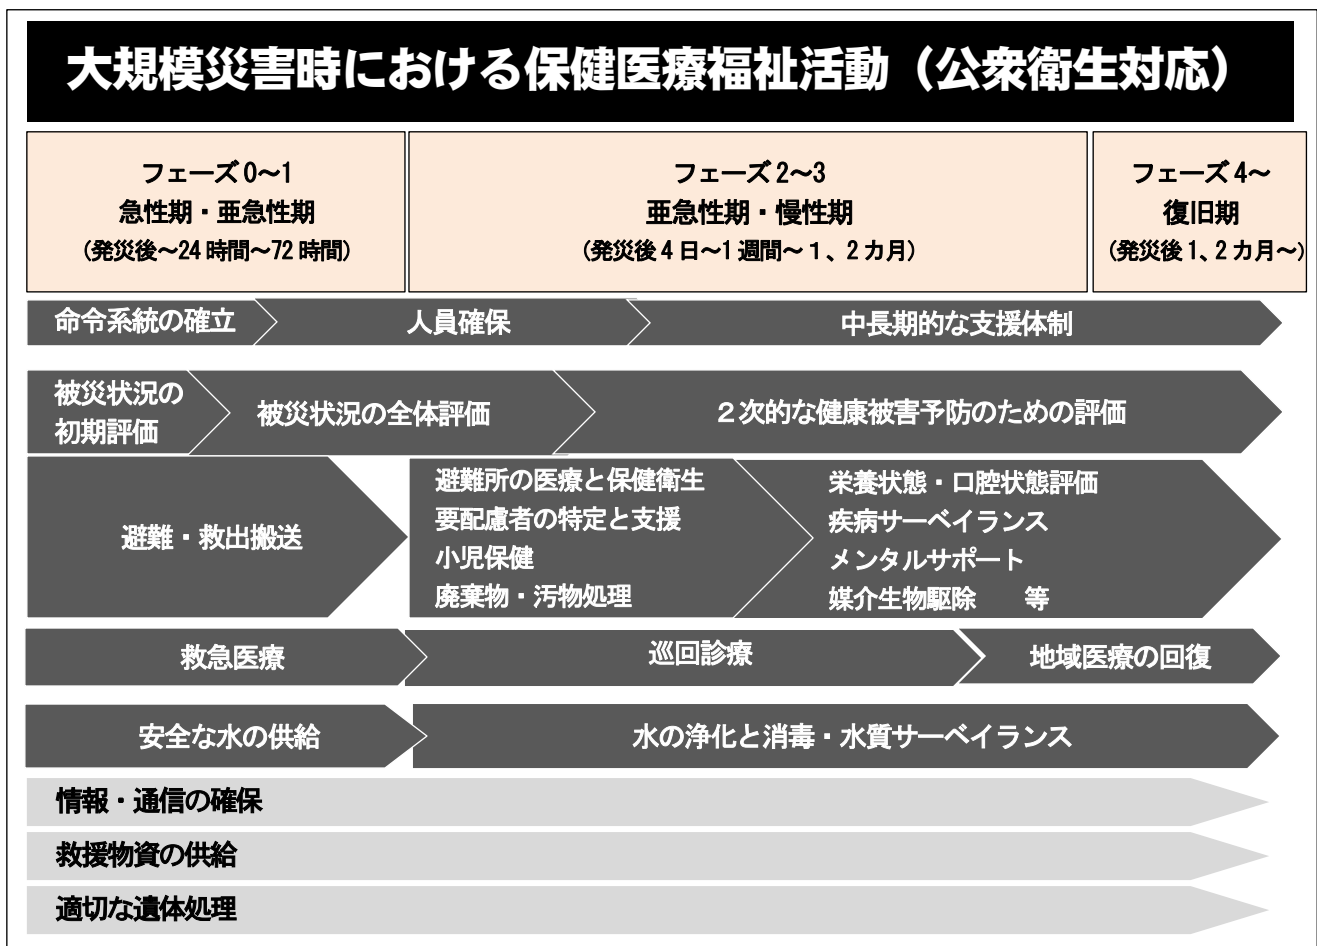 大規模災害時における保健医療福祉活動（公衆衛生対応）
フェーズ0～1
急性期・亜急性期
(発災後～24時間～72時間)
フェーズ2～3
亜急性期・慢性期
(発災後4日～1週間～１、2カ月)
フェーズ4～
復旧期
(発災後1、2カ月～)
命令系統の確立
人員確保
中長期的な支援体制
被災状況の
初期評価
被災状況の全体評価
２次的な健康被害予防のための評価
避難・救出搬送
避難所の医療と保健衛生
要配慮者の特定と支援
小児保健
廃棄物・汚物処理
栄養状態・口腔状態評価
疾病サーベイランス
メンタルサポート
媒介生物駆除　　等
救急医療
巡回診療
地域医療の回復
安全な水の供給
水の浄化と消毒・水質サーベイランス
情報・通信の確保
救援物資の供給
適切な遺体処理